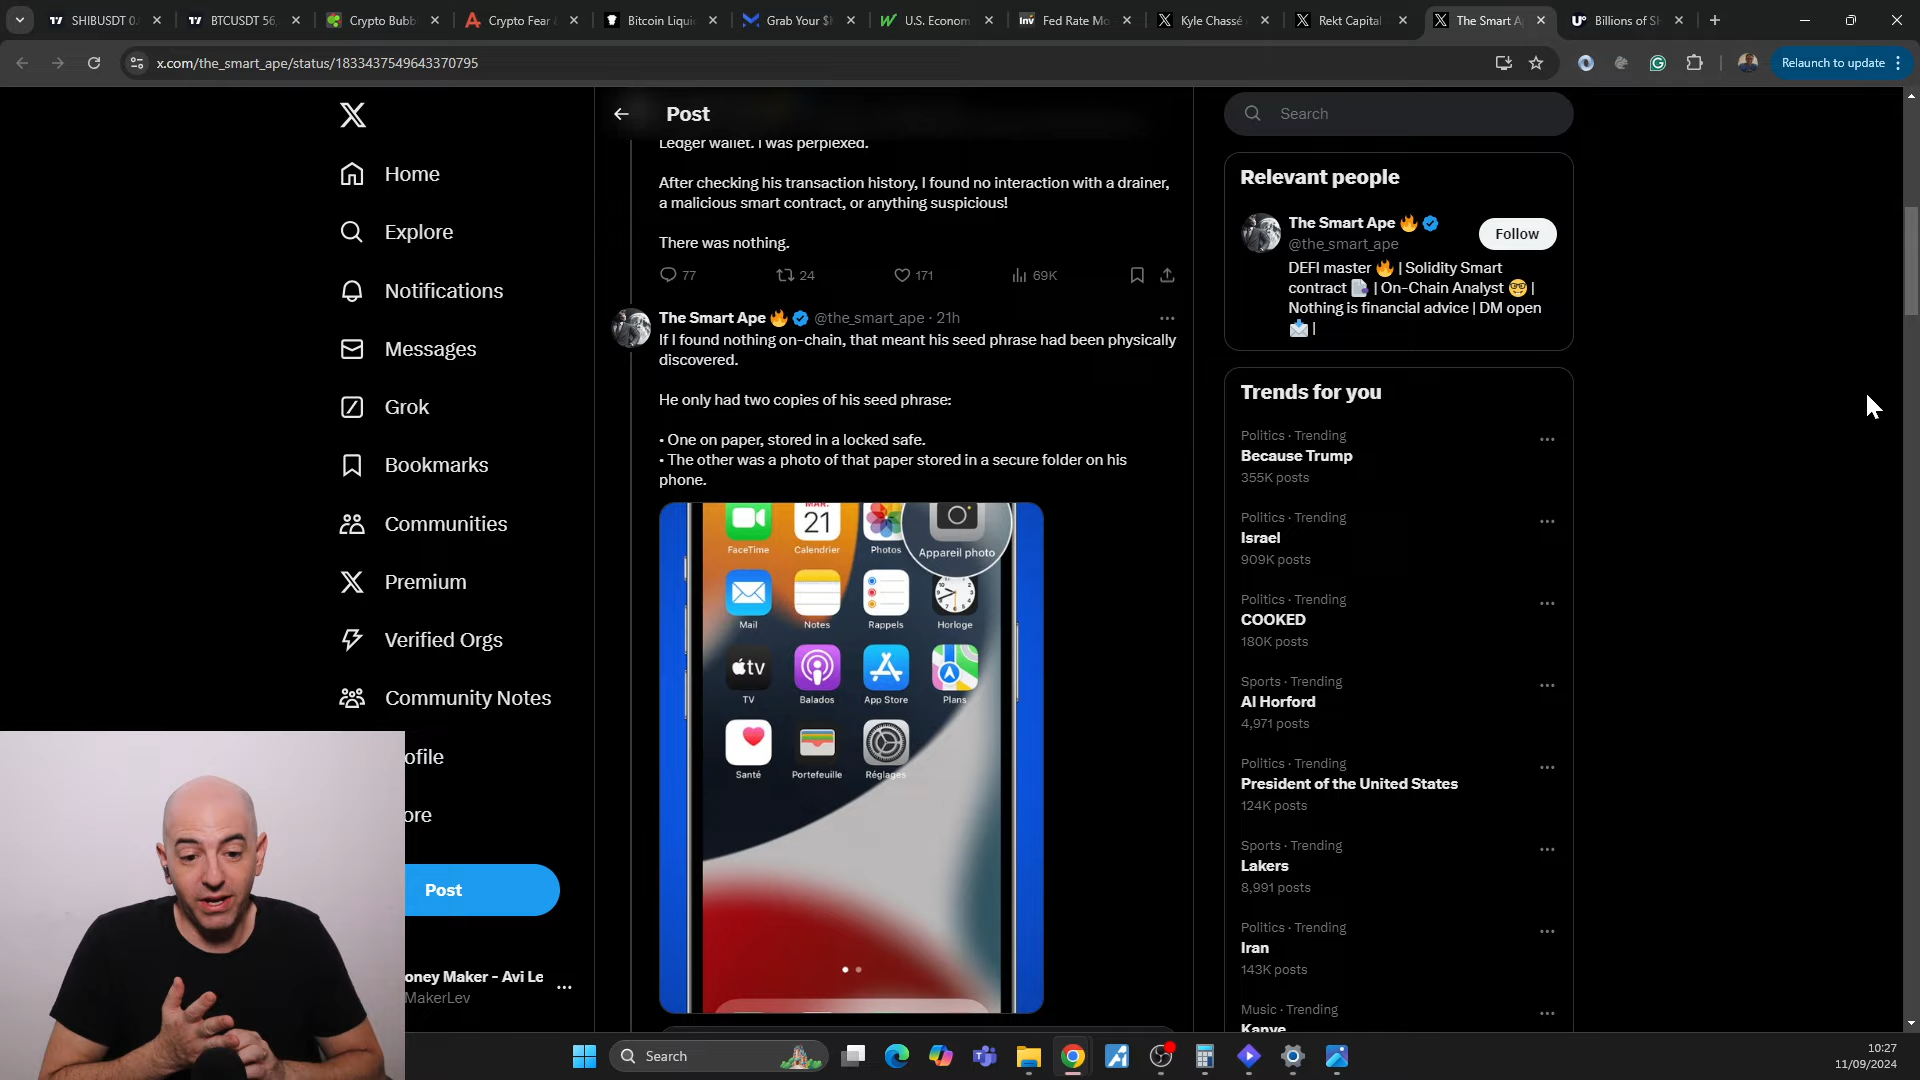 SHIBUSDT 0.
BTCUSDT 56,
Crypto Bubb
Crypto Fear &
Bitcoin Liqui
Grab Your $
U.S. Econom
Fed Rate Mo
Kyle Chassé
Rekt Capital
The Smart A
Billions of S
x.com/the_smart_ape/status/1833437549643370795
Relaunch to update
Home
Explore
Notifications
Messages
Grok
Bookmarks
Communities
Premium
Verified Orgs
Community Notes
ofile
ore
Post
oney Maker - Avi Le
MakerLev
Post
Ledger wallet. I was perplexed.
After checking his transaction history, I found no interaction with a drainer,
a malicious smart contract, or anything suspicious!
There was nothing.
77 24 171 69K
The Smart Ape 🔥 @the_smart_ape · 21h
If I found nothing on-chain, that meant his seed phrase had been physically
discovered.
He only had two copies of his seed phrase:
• One on paper, stored in a locked safe.
• The other was a photo of that paper stored in a secure folder on his
phone.
MAR.
21
FaceTime Calendrier Photos Appareil photo
Mail Notes Rappels Horloge
tv
TV Balados App Store Plans
Santé Portefeuille Réglages
Search
Relevant people
The Smart Ape 🔥
@the_smart_ape
Follow
DEFI master 🔥 | Solidity Smart
contract 📑 | On-Chain Analyst 🤓 |
Nothing is financial advice | DM open
📩 |
Trends for you
Politics · Trending
Because Trump
355K posts
Politics · Trending
Israel
909K posts
Politics · Trending
COOKED
180K posts
Sports · Trending
Al Horford
4,971 posts
Politics · Trending
President of the United States
124K posts
Sports · Trending
Lakers
8,991 posts
Politics · Trending
Iran
143K posts
Music · Trending
Kanye
Search
10:27
11/09/2024